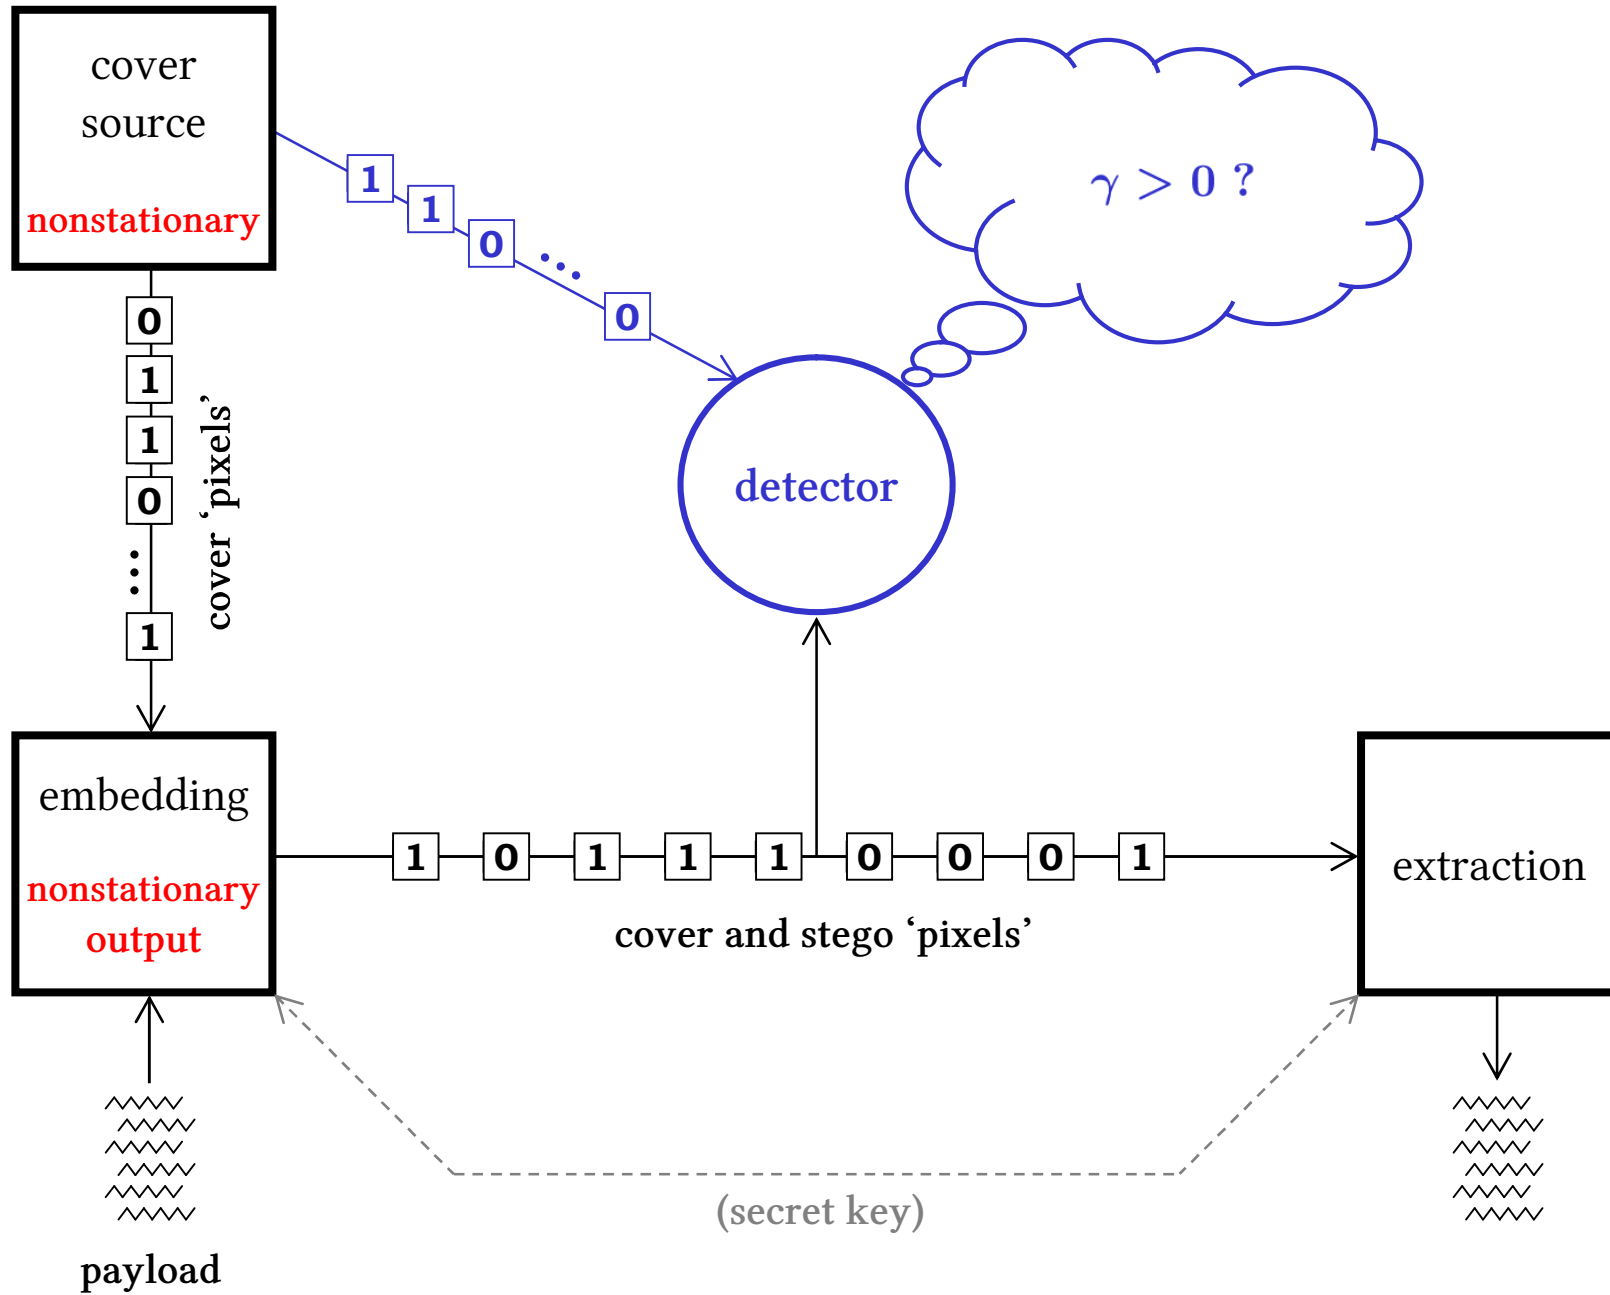 cover
source
nonstationary
1
1
0
...
0
γ > 0 ?
0
1
1
0
...
1
cover ‘pixels’
detector
embedding
nonstationary
output
1 0 1 1 1 0 0 0 1
cover and stego ‘pixels’
extraction
(secret key)
payload